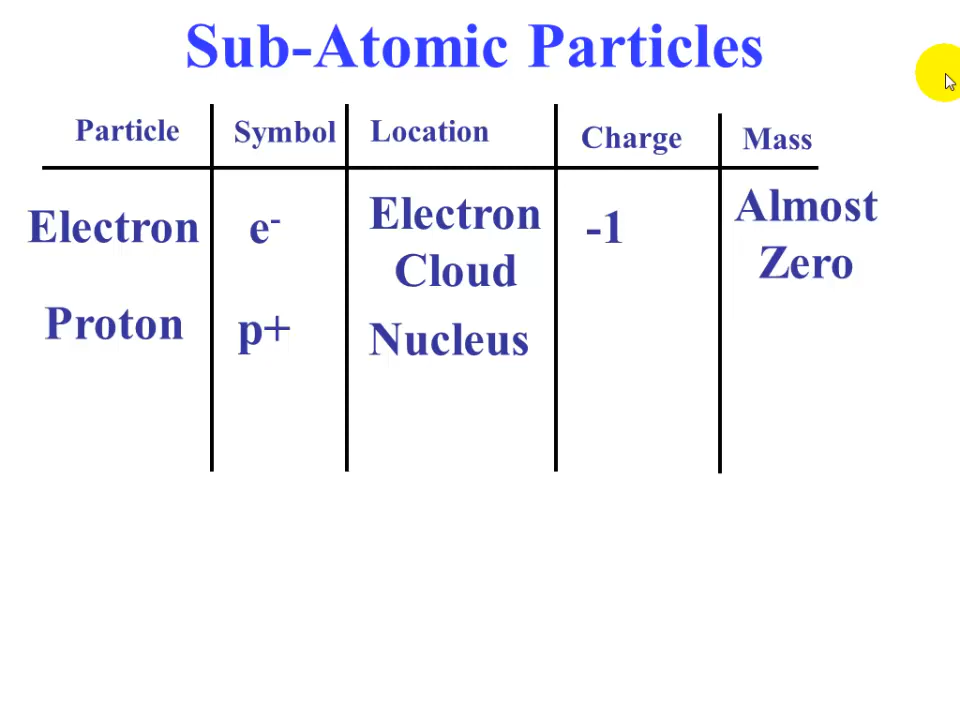 Sub-Atomic Particles
Particle Symbol Location Charge Mass
Electron e- Electron Cloud -1 Almost Zero
Proton p+ Nucleus